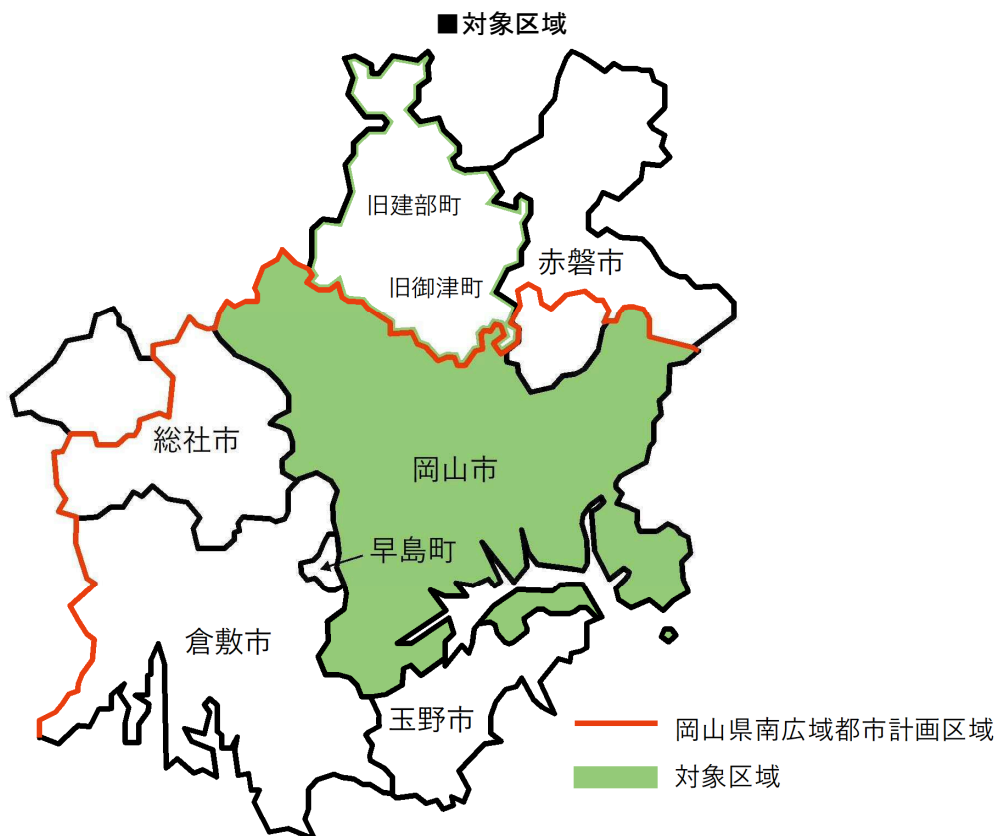 ■対象区域
旧建部町
赤磐市
旧御津町
総社市
岡山市
早島町
倉敷市
玉野市
岡山県南広域都市計画区域
対象区域